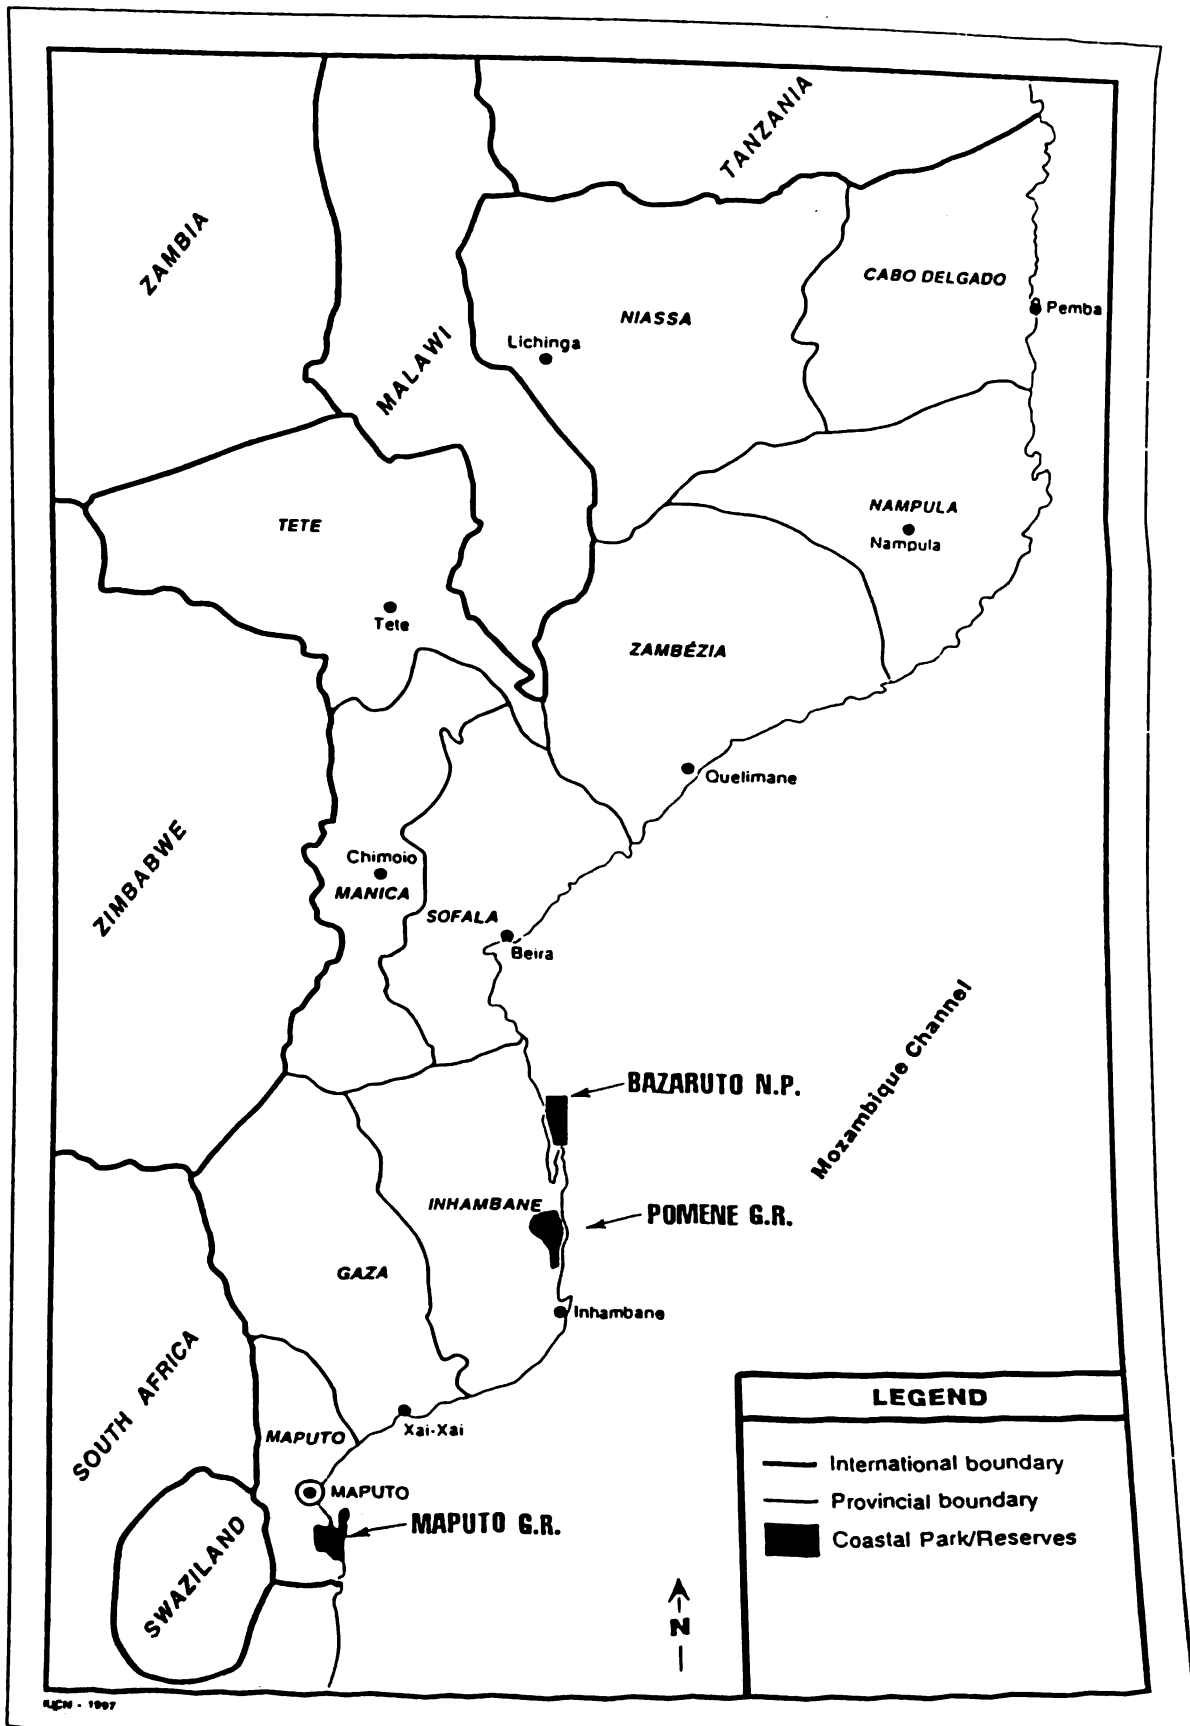 TANZANIA
ZAMBIA
CABO DELGADO
Pemba
NIASSA
Lichinga
MALAWI
NAMPULA
Nampula
TETE
Tete
ZAMBÉZIA
Quelimane
ZIMBABWE
Chimoio
MANICA
SOFALA
Beira
Mozambique Channel
BAZARUTO N.P.
INHAMBANE
POMENE G.R.
GAZA
Inhambane
SOUTH AFRICA
Xai-Xai
MAPUTO
MAPUTO
MAPUTO G.R.
SWAZILAND
LEGEND
International boundary
Provincial boundary
Coastal Park/Reserves
N
IUCN - 1997